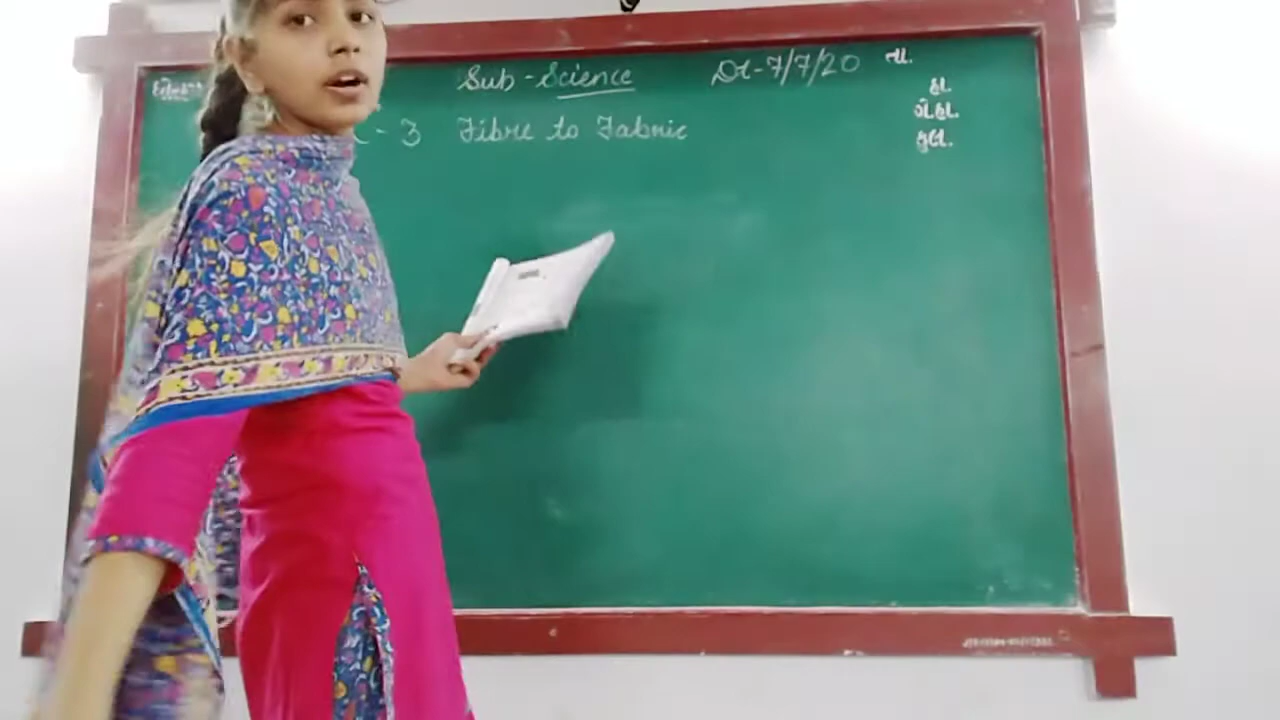 Sub - Science Dt-7/7/20 તા.
હા.
ગે.હા.
- 3 Fibre to Fabric
કુલ.